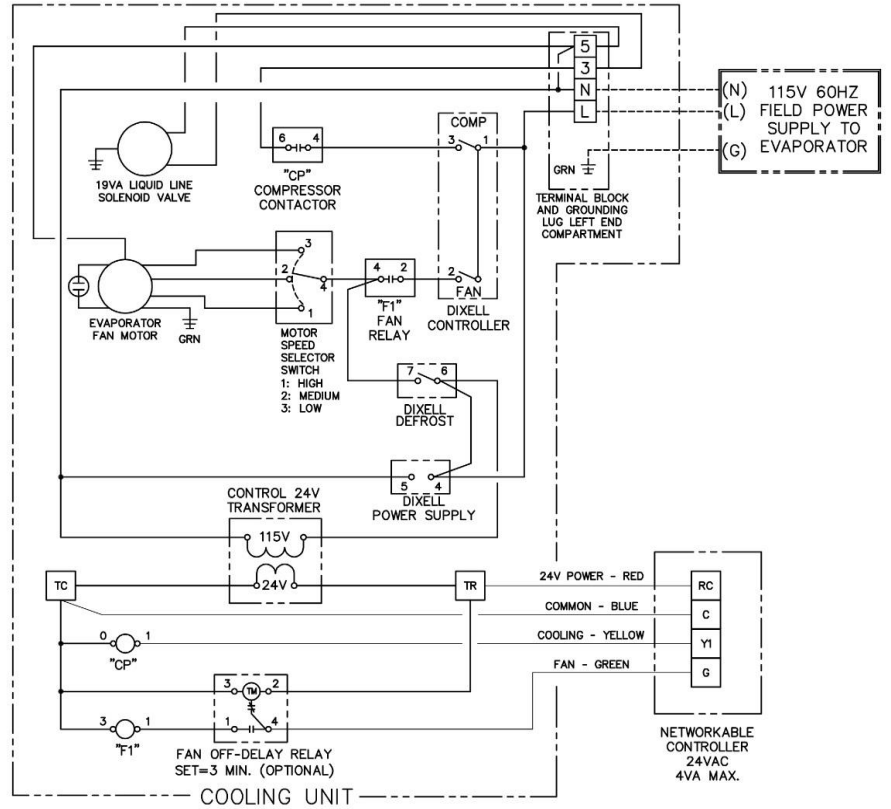 5
3
N
L
(N)
(L)
(G)
115V 60HZ
FIELD POWER
SUPPLY TO
EVAPORATOR
GRN
TERMINAL BLOCK
AND GROUNDING
LUG LEFT END
COMPARTMENT
19VA LIQUID LINE
SOLENOID VALVE
6 4
"CP"
COMPRESSOR
CONTACTOR
COMP
3 1
2
FAN
DIXELL
CONTROLLER
EVAPORATOR
FAN MOTOR
GRN
3
2
4
1
MOTOR
SPEED
SELECTOR
SWITCH
1: HIGH
2: MEDIUM
3: LOW
4 2
"F1"
FAN
RELAY
7 6
DIXELL
DEFROST
5 4
DIXELL
POWER SUPPLY
CONTROL 24V
TRANSFORMER
115V
24V
TC
TR
24V POWER - RED
COMMON - BLUE
COOLING - YELLOW
FAN - GREEN
RC
C
Y1
G
NETWORKABLE
CONTROLLER
24VAC
4VA MAX.
0 1
"CP"
3 TM 2
1 4
3 1
"F1"
FAN OFF-DELAY RELAY
SET=3 MIN. (OPTIONAL)
COOLING UNIT